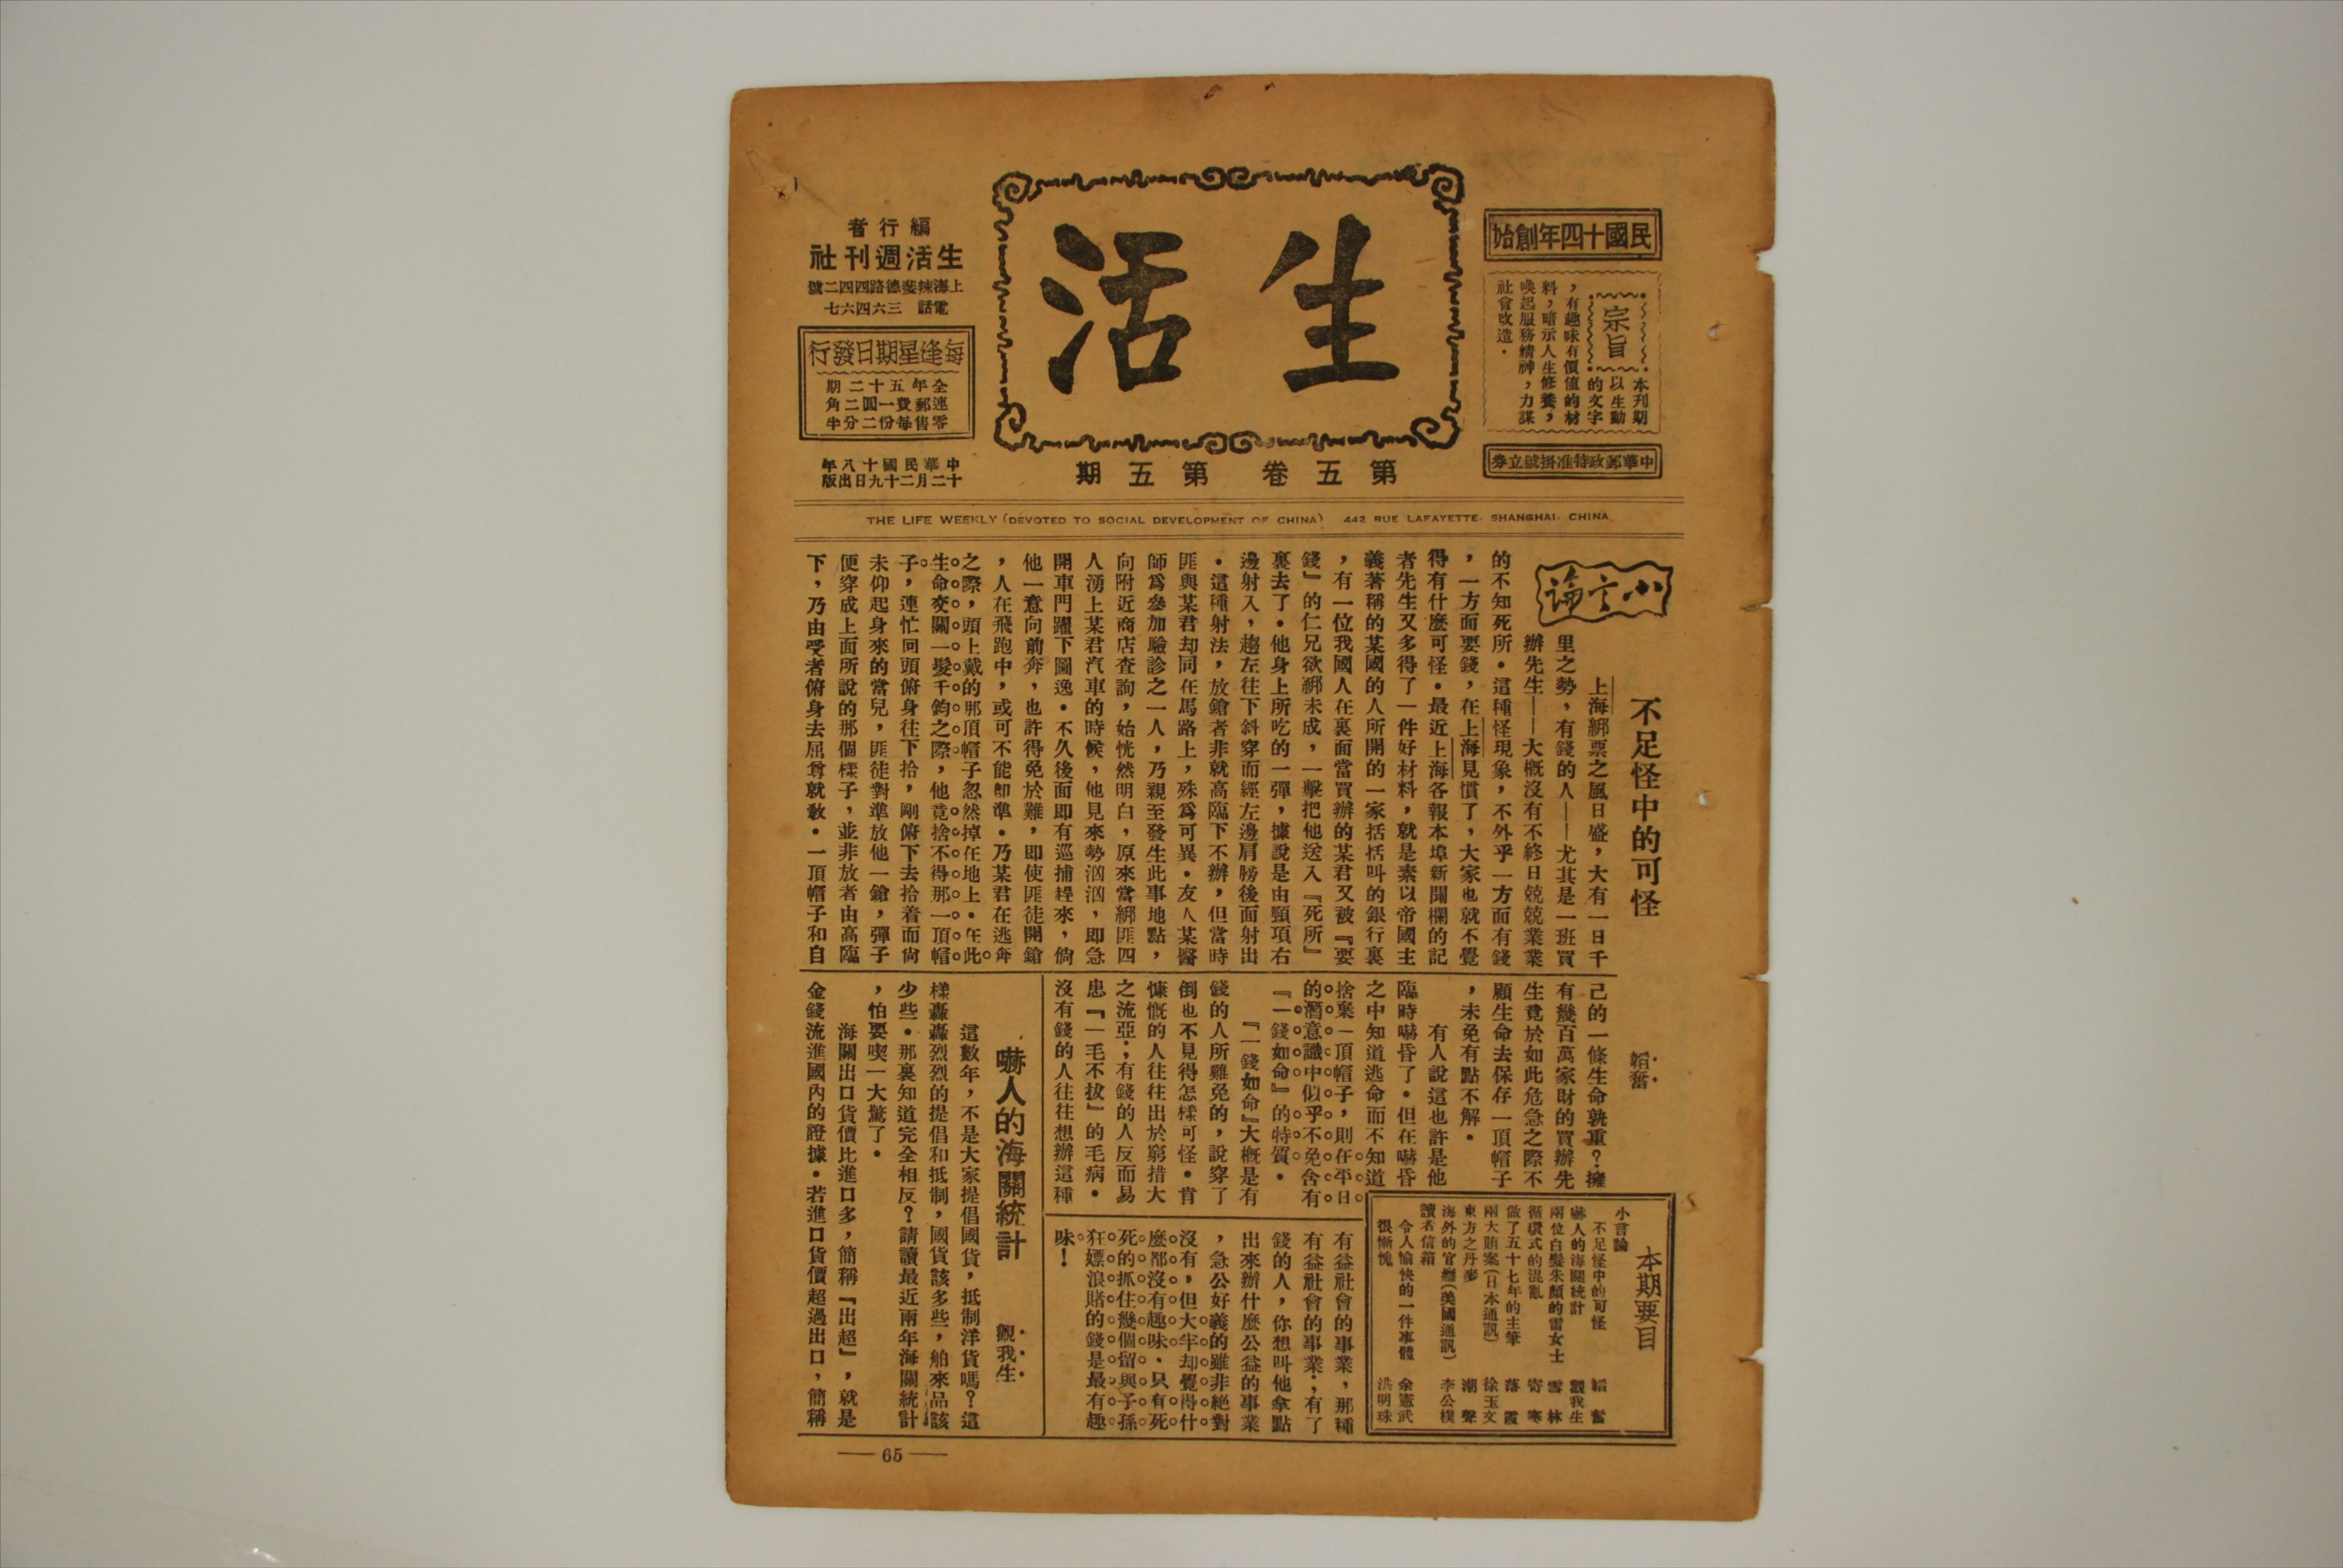 民國十四年創始
宗旨
本刊期
以生動
的文字
，有趣味有價值的材
料，暗示人生修養，
喚起服務精神，力謀
社會改造．
中華郵政特准掛號立券
生活
第五卷 第五期
編行者
生活週刊社
上海辣斐德路四四二號
電話 三六四六七
每逢星期日發行
全年五十二期
連郵費一圓二角
零售每份二分半
中華民國十八年
十二月二十九日出版
THE LIFE WEEKLY (DEVOTED TO SOCIAL DEVELOPMENT OF CHINA) 442 RUE LAFAYETTE. SHANGHAI. CHINA.
小言論
不足怪中的可怪
韜奮
上海綁票之風日盛，大有一日千
里之勢，有錢的人——尤其是一班買
辦先生——大概沒有不終日兢兢業業
的不知死所．這種怪現象，不外乎一方面有錢
，一方面要錢，在上海見慣了，大家也就不覺
得有什麼可怪．最近上海各報本埠新聞欄的記
者先生又多得了一件好材料，就是素以帝國主
義著稱的某國的人所開的一家括括叫的銀行裏
，有一位我國人在裏面當買辦的某君又被『要
錢』的仁兄欲綁未成，一擊把他送入『死所』
裏去了．他身上所吃的一彈，據說是由頸項右
邊射入，趨左往下斜穿而經左邊肩膀後面射出
．這種射法，放鎗者非就高臨下不辦，但當時
匪與某君却同在馬路上，殊為可異．友人某醫
師為參加驗診之一人，乃親至發生此事地點，
向附近商店查詢，始恍然明白，原來當綁匪四
人湧上某君汽車的時候，他見來勢洶洶，即急
開車門躍下圖逸．不久後面即有巡捕趕來，倘
他一意向前奔，也許得免於難，即使匪徒開鎗
，人在飛跑中，或可不能卽準．乃某君在逃奔
之際，頭上戴的那頂帽子忽然掉在地上．在此
生命交關一髮千鈞之際，他竟捨不得那一頂帽
子，連忙回頭俯身往下拾，剛俯下去拾着而尙
未仰起身來的當兒，匪徒對準放他一鎗，彈子
便穿成上面所說的那個樣子，並非放者由高臨
下，乃由受者俯身去屈尊就敎．一頂帽子和自
己的一條生命孰重？擁
有幾百萬家財的買辦先
生竟於如此危急之際不
顧生命去保存一頂帽子
，未免有點不解．
有人說這也許是他
臨時嚇昏了．但在嚇昏
之中知道逃命而不知道
捨棄一頂帽子，則在平日
的潛意識中似乎不免含有
『一錢如命』的特質．
『一錢如命』大概是有
錢的人所難免的，說穿了
倒也不見得怎樣可怪．肯
慷慨的人往往出於窮措大
之流亞；有錢的人反而易
患『一毛不拔』的毛病．
沒有錢的人往往想辦這種
有益社會的事業，那種
有益社會的事業；有了
錢的人，你想叫他拿點
出來辦什麼公益的事業
，急公好義的雖非絕對
沒有，但大半却覺得什
麼都沒有趣味．只有死
死的抓住幾個留與子孫
狂嫖浪賭的錢是最有趣
味！
本期要目
小言論
不足怪中的可怪 韜奮
嚇人的海關統計 觀我生
兩位白髮朱顏的雷女士 雪林
循環式的混亂 寄寒
做了五十七年的主筆 落霞
兩大賄案（日本通訊） 徐玉文
東方之丹麥 潮聲
海外的官癮（美國通訊） 李公樸
讀者信箱
令人愉快的一件事體 余憲武
很慚愧 洪明珠
嚇人的海關統計
觀我生
這數年，不是大家提倡國貨，抵制洋貨嗎？這
樣轟轟烈烈的提倡和抵制，國貨該多些，舶來品該
少些．那裏知道完全相反？請讀最近兩年海關統計
，怕要喫一大驚了．
海關出口貨價比進口多，簡稱『出超』，就是
金錢流進國內的證據．若進口貨價超過出口，簡稱
— 65 —